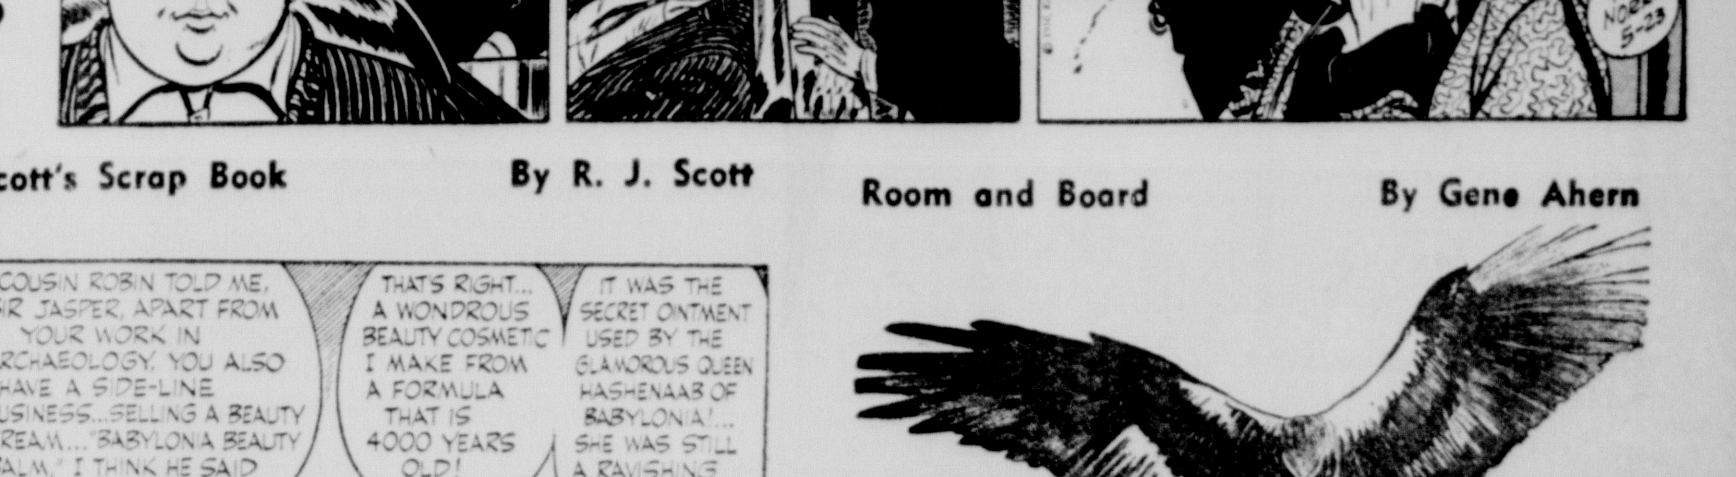 5-23
cott's Scrap Book By R. J. Scott
Room and Board By Gene Ahern
COUSIN ROBIN TOLD ME,
IR JASPER, APART FROM
YOUR WORK IN
RCHAEOLOGY, YOU ALSO
HAVE A SIDE-LINE
USINESS...SELLING A BEAUTY
REAM..."BABYLONIA BEAUTY
ALM," I THINK HE SAID
THAT'S RIGHT...
A WONDROUS
BEAUTY COSMETIC
I MAKE FROM
A FORMULA
THAT IS
4000 YEARS
OLD!
IT WAS THE
SECRET OINTMENT
USED BY THE
GLAMOROUS QUEEN
HASHENAAB OF
BABYLONIA!...
SHE WAS STILL
A RAVISHING